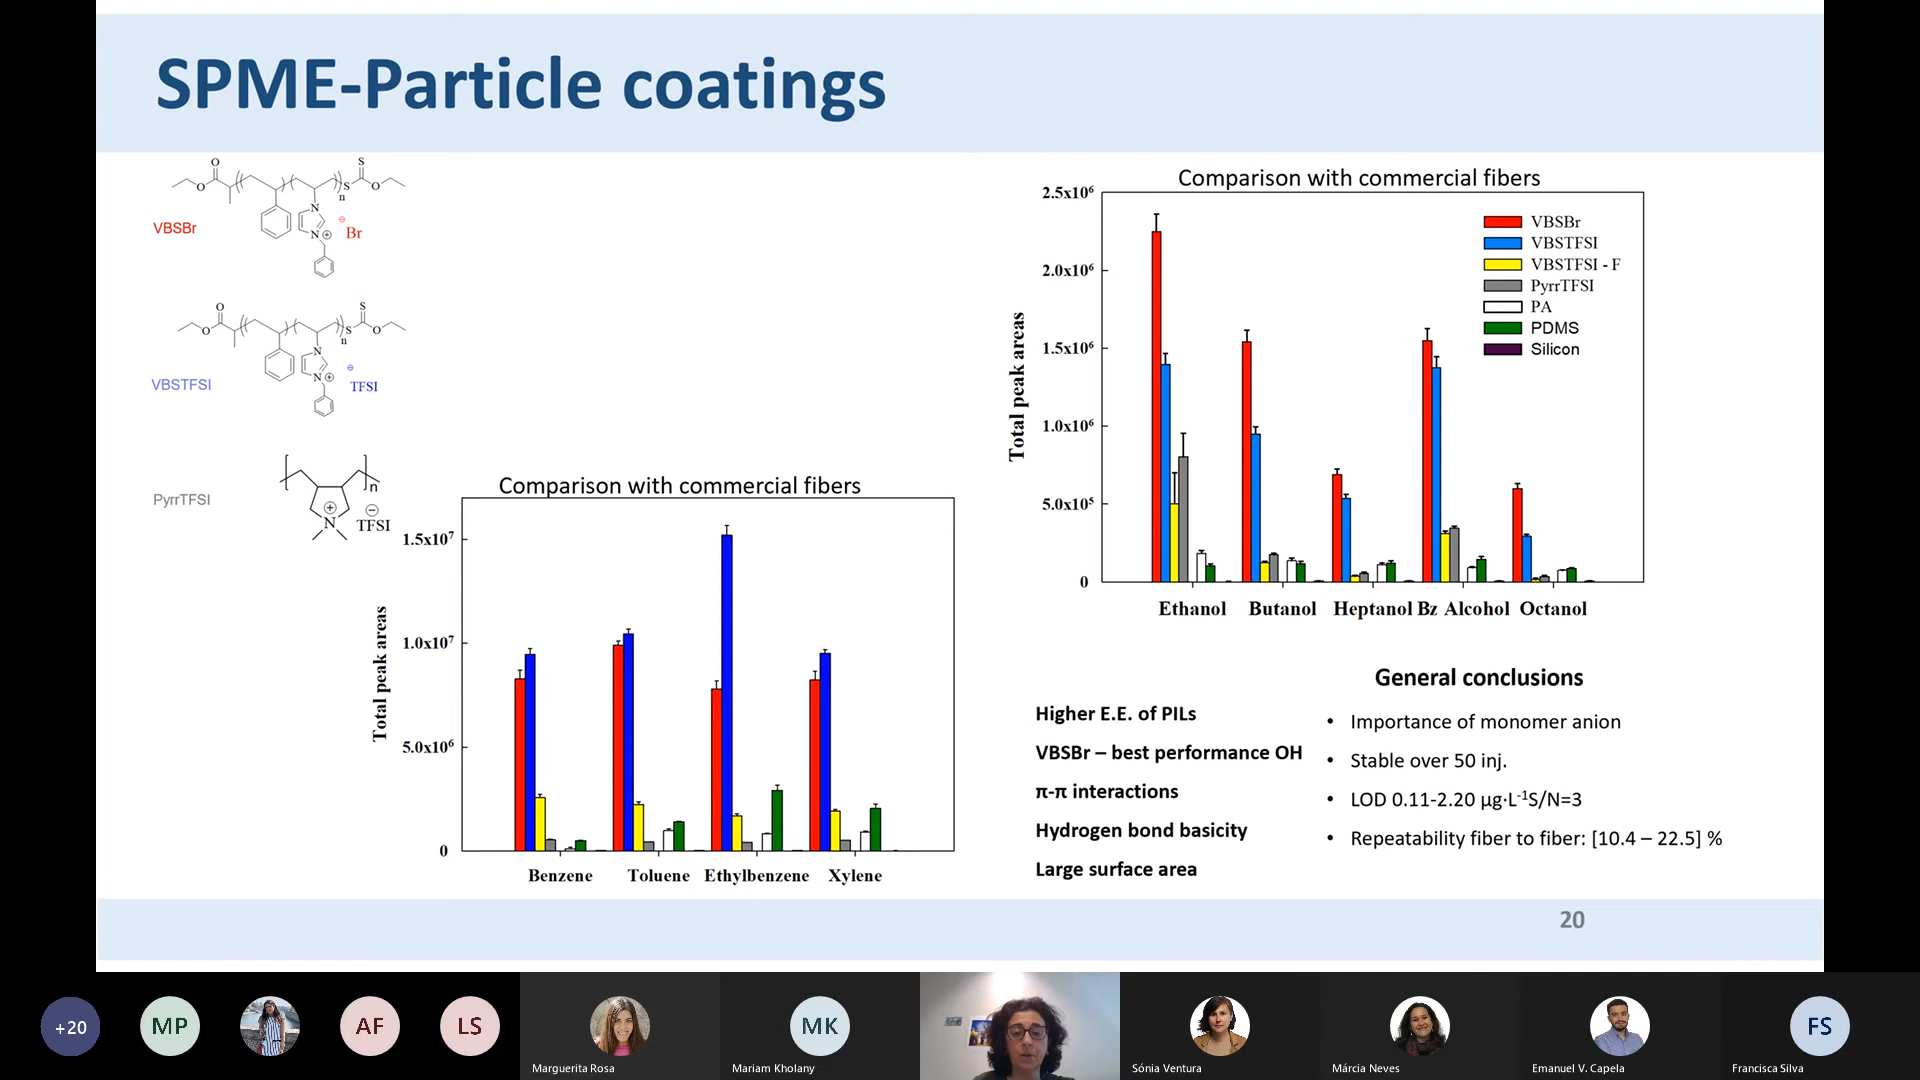 SPME-Particle coatings
O
O
n
S
S
O
N
N
⊕
⊖
Br
VBSBr
O
O
n
S
S
O
N
N
⊕
⊖
TFSI
VBSTFSI
n
⊕
N
⊖
TFSI
PyrrTFSI
Comparison with commercial fibers
Total peak areas
1.5x10⁷
1.0x10⁷
5.0x10⁶
0
Benzene Toluene Ethylbenzene Xylene
Comparison with commercial fibers
Total peak areas
2.5x10⁶
2.0x10⁶
1.5x10⁶
1.0x10⁶
5.0x10⁵
0
VBSBr
VBSTFSI
VBSTFSI - F
PyrrTFSI
PA
PDMS
Silicon
Ethanol Butanol Heptanol Bz Alcohol Octanol
Higher E.E. of PILs
VBSBr – best performance OH
π-π interactions
Hydrogen bond basicity
Large surface area
General conclusions
• Importance of monomer anion
• Stable over 50 inj.
• LOD 0.11-2.20 µg·L⁻¹S/N=3
• Repeatability fiber to fiber: [10.4 – 22.5] %
20
+20
MP
AF
LS
Marguerita Rosa
MK
Mariam Kholany
Sónia Ventura
Márcia Neves
Emanuel V. Capela
FS
Francisca Silva